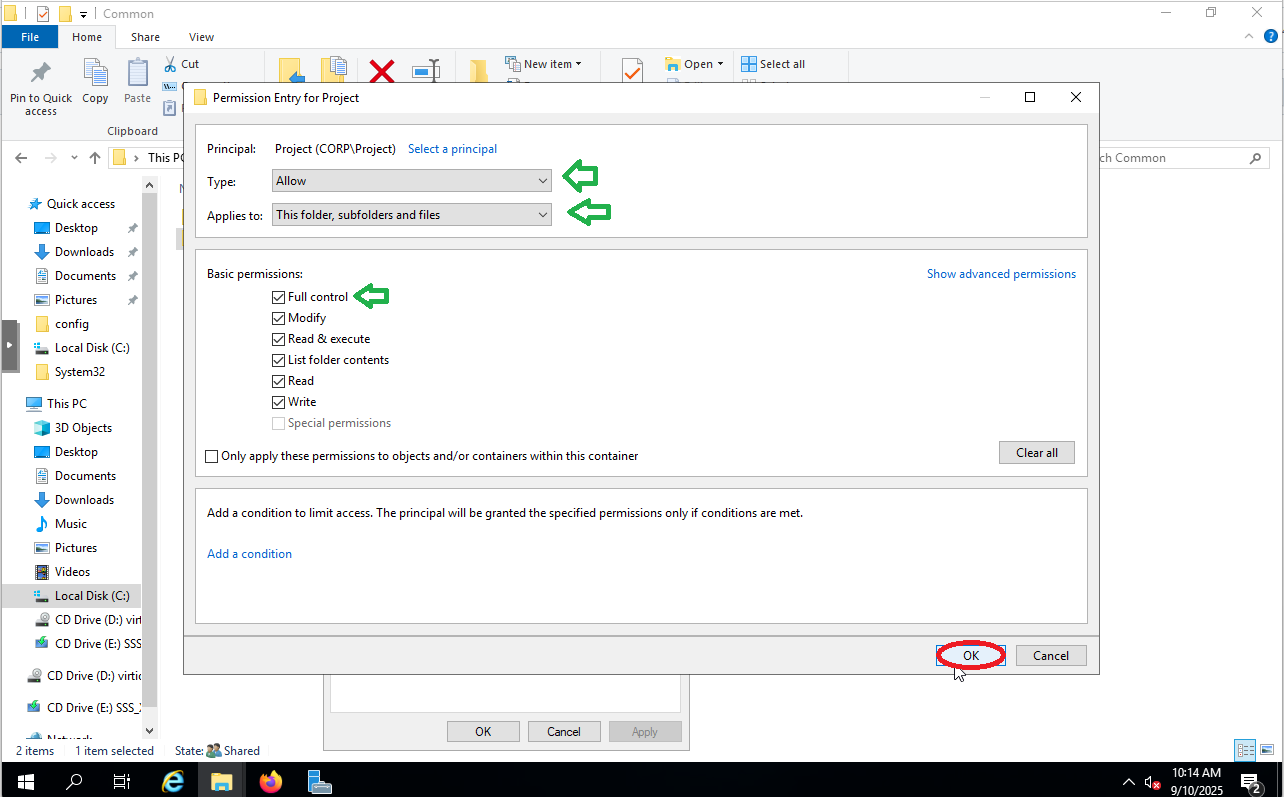 Common
File Home Share View
Cut
New item
Open
Select all
Pin to Quick access
Copy
Paste
Clipboard
Permission Entry for Project
This PC
ch Common
Principal: Project (CORP\Project) Select a principal
Type: Allow
Applies to: This folder, subfolders and files
Basic permissions:
Show advanced permissions
Full control
Modify
Read & execute
List folder contents
Read
Write
Special permissions
Only apply these permissions to objects and/or containers within this container
Clear all
Add a condition to limit access. The principal will be granted the specified permissions only if conditions are met.
Add a condition
OK Cancel
OK Cancel Apply
Quick access
Desktop
Downloads
Documents
Pictures
config
Local Disk (C:)
System32
This PC
3D Objects
Desktop
Documents
Downloads
Music
Pictures
Videos
Local Disk (C:)
CD Drive (D:) virti
CD Drive (E:) SSS
CD Drive (D:) virtic
CD Drive (E:) SSS_
Network
2 items 1 item selected State: Shared
10:14 AM
9/10/2025
2